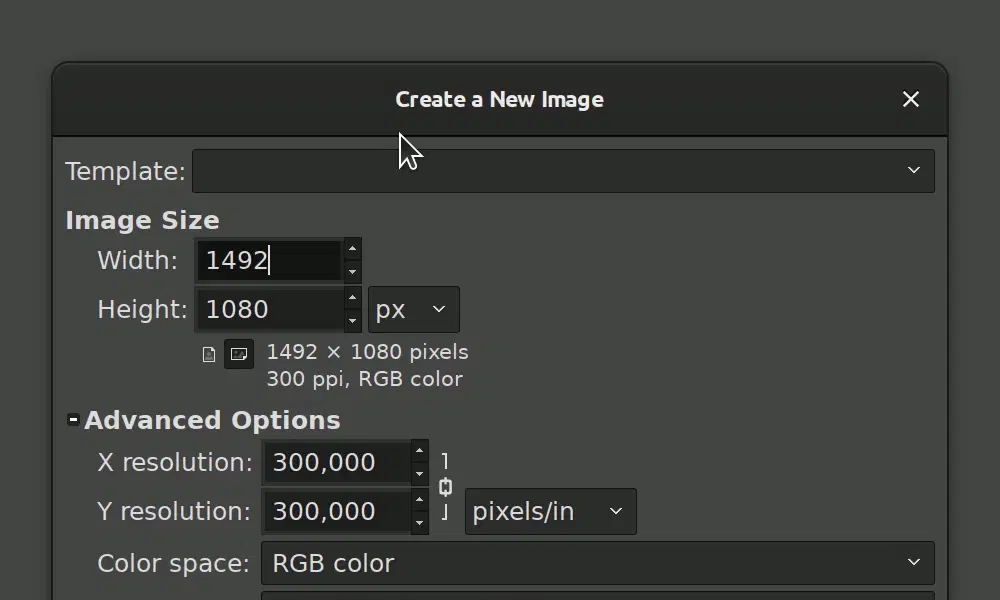 Create a New Image
Template:
Image Size
Width: 1492
Height: 1080 px
1492 × 1080 pixels
300 ppi, RGB color
Advanced Options
X resolution: 300,000
Y resolution: 300,000 pixels/in
Color space: RGB color